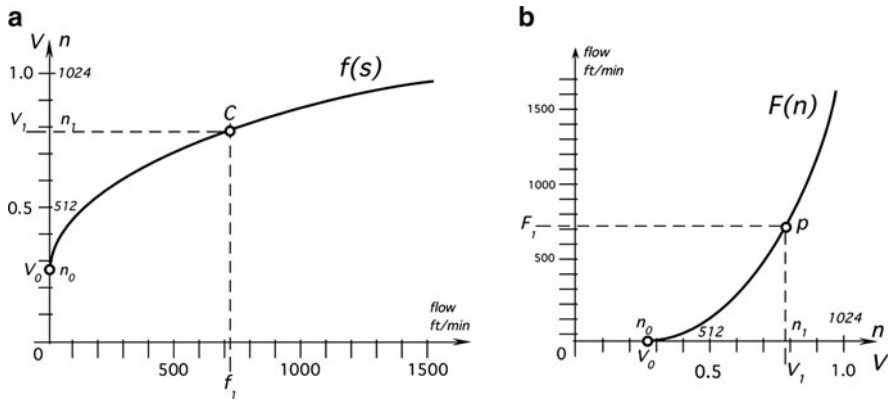 a
V n
1.0 1024
f(s)
C
V1 n1
0.5 512
V0 n0
flow
ft/min
0 500 1000 1500
f1
b
flow
ft/min
1500
F(n)
1000
F1 p
500
n0 512 n1 1024 n
0 V0 0.5 V1 1.0 V